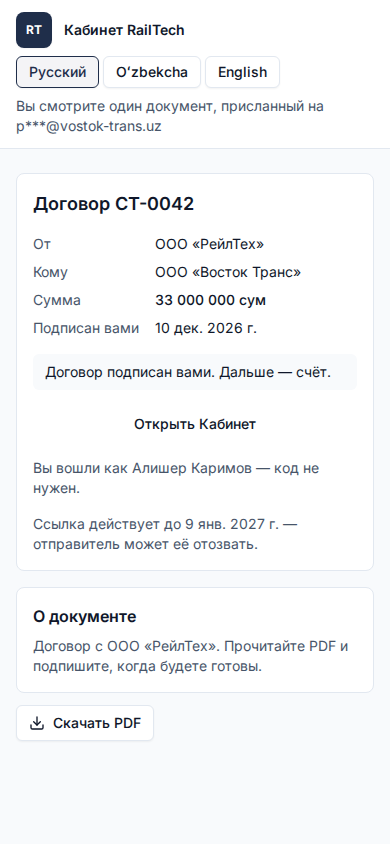 RT
Кабинет RailTech
Русский
Oʻzbekcha
English
Вы смотрите один документ, присланный на
p***@vostok-trans.uz
Договор CT-0042
От
ООО «РейлТех»
Кому
ООО «Восток Транс»
Сумма
33 000 000 сум
Подписан вами
10 дек. 2026 г.
Договор подписан вами. Дальше — счёт.
Открыть Кабинет
Вы вошли как Алишер Каримов — код не
нужен.
Ссылка действует до 9 янв. 2027 г. —
отправитель может её отозвать.
О документе
Договор с ООО «РейлТех». Прочитайте PDF и
подпишите, когда будете готовы.
Скачать PDF